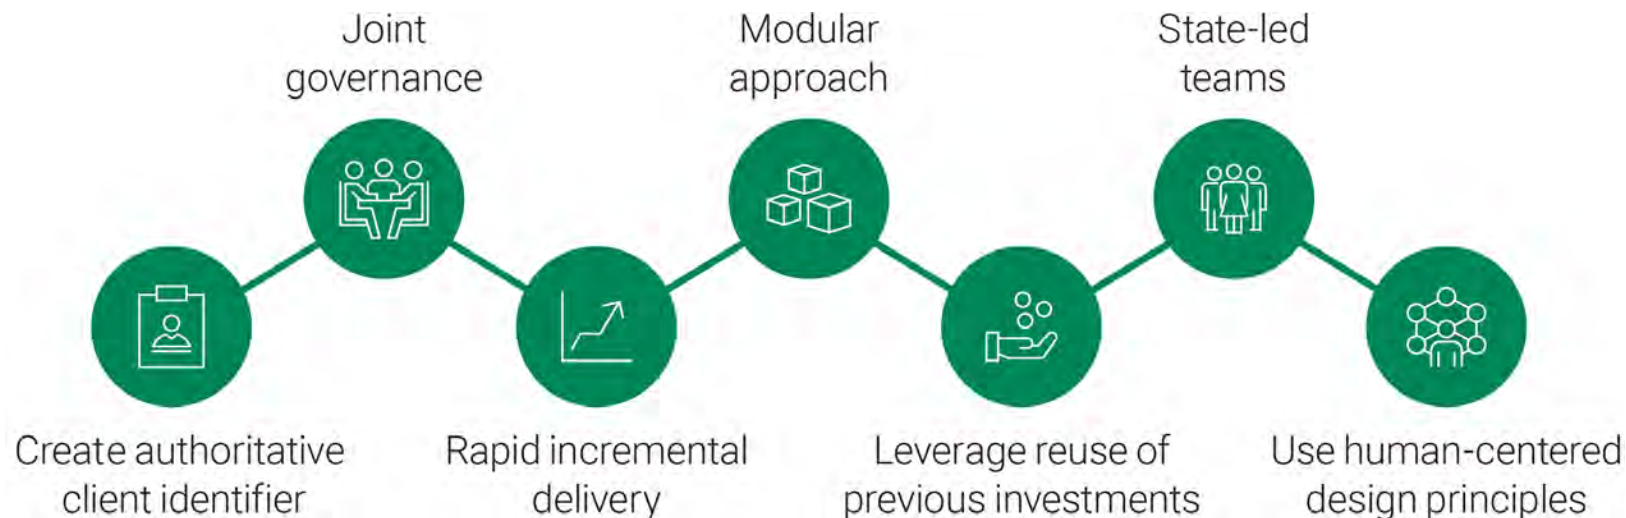 Joint
governance
Modular
approach
State-led
teams
Create authoritative
client identifier
Rapid incremental
delivery
Leverage reuse of
previous investments
Use human-centered
design principles